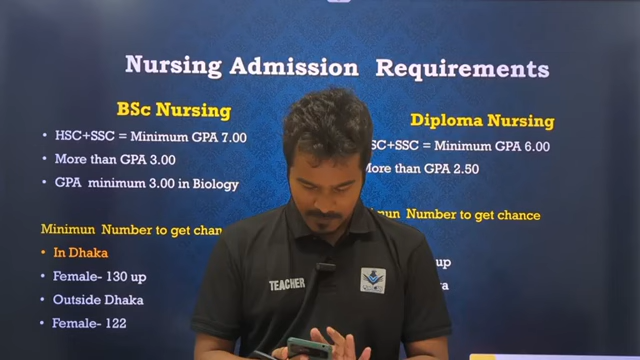 Nursing Admission Requirements
BSc Nursing
• HSC+SSC = Minimum GPA 7.00
• More than GPA 3.00
• GPA minimum 3.00 in Biology
Minimun Number to get chan
• In Dhaka
• Female- 130 up
• Outside Dhaka
• Female- 122
Diploma Nursing
SC+SSC = Minimum GPA 6.00
More than GPA 2.50
mun Number to get chance
up
TEACHER